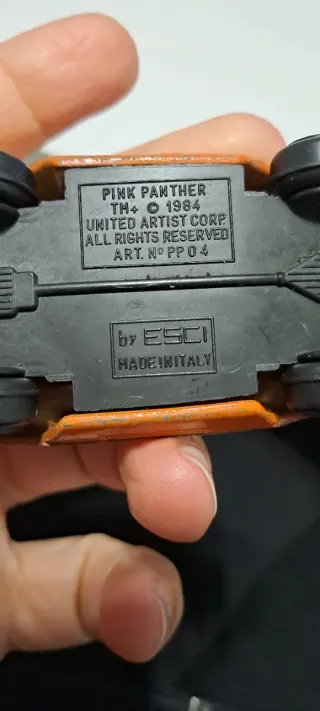 PINK PANTHER
TM+ © 1984
UNITED ARTIST CORP
ALL RIGHTS RESERVED
ART. Nº PP04
by ESCI
MADE IN ITALY